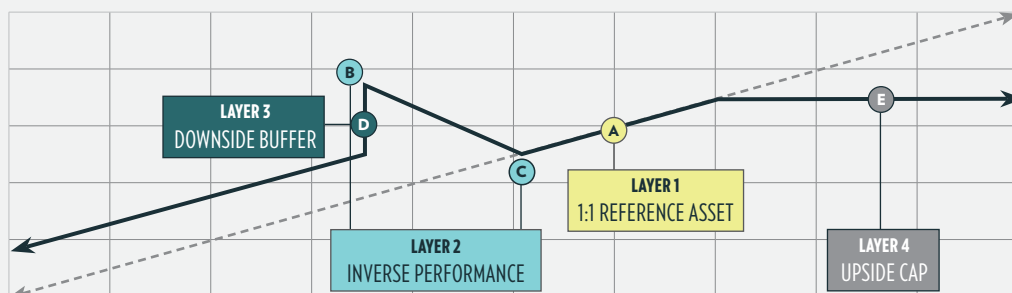 B
LAYER 3
DOWNSIDE BUFFER
D
E
A
C
LAYER 1
1:1 REFERENCE ASSET
LAYER 2
INVERSE PERFORMANCE
LAYER 4
UPSIDE CAP